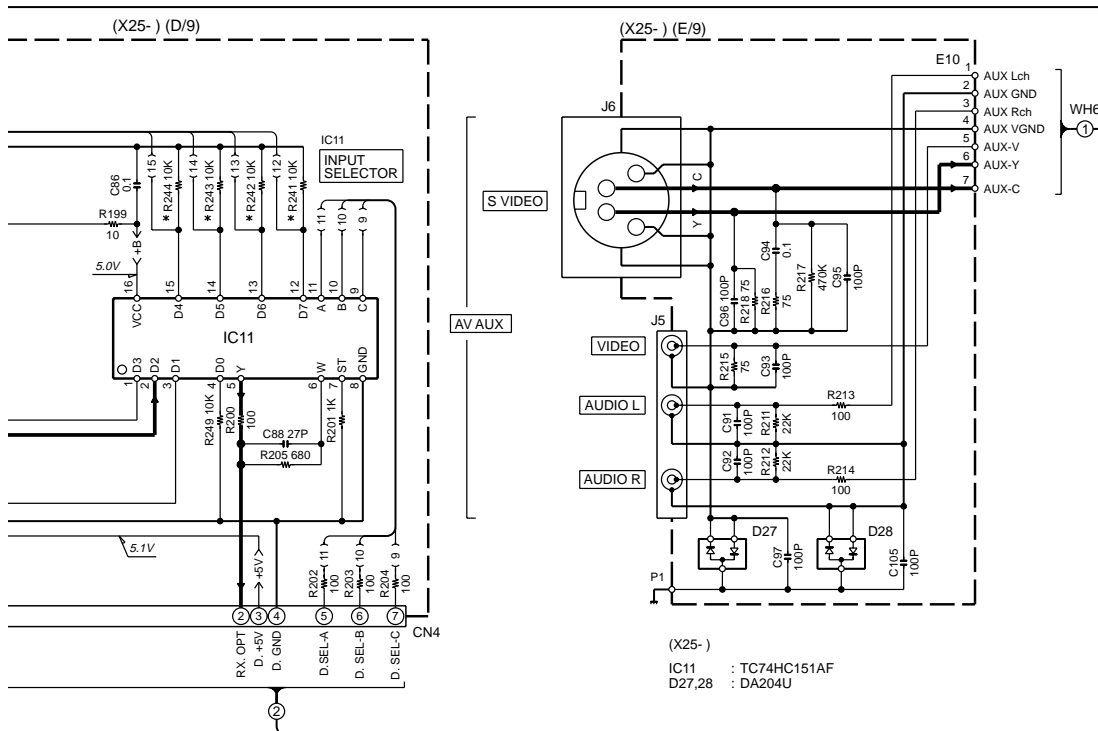 (X25- ) (D/9)
IC11
INPUT
SELECTOR
C86
0.1
(15)
✱ R244 10K
(14)
✱ R243 10K
(13)
✱ R242 10K
(12)
✱ R241 10K
11
10
9
R199
10
+B
5.0V
16
15
14
13
12
11
10
9
VCC
D4
D5
D6
D7
A
B
C
IC11
D3
D2
D1
D0
Y
W
ST
GND
1
2
3
4
5
6
7
8
R249 10K
R200
100
C88 27P
R205 680
R201 1K
5.1V
+5V
11
10
9
R202
100
R203
100
R204
100
2
3
4
5
6
7
CN4
RX. OPT
D. +5V
D. GND
D.SEL-A
D. SEL-B
D. SEL-C
2
AV AUX
(X25- ) (E/9)
J6
S VIDEO
C
Y
E10
1
AUX Lch
2
AUX GND
3
AUX Rch
4
AUX VGND
5
AUX-V
6
AUX-Y
7
AUX-C
WH6
1
C96 100P
R218 75
C94
0.1
R216
75
R217
470K
C95
100P
J5
VIDEO
R215
75
C93
100P
AUDIO L
C91
100P
R211
22K
R213
100
C92
100P
R212
22K
AUDIO R
R214
100
D27
C97
100P
D28
C105
100P
P1
(X25- )
IC11 : TC74HC151AF
D27,28 : DA204U